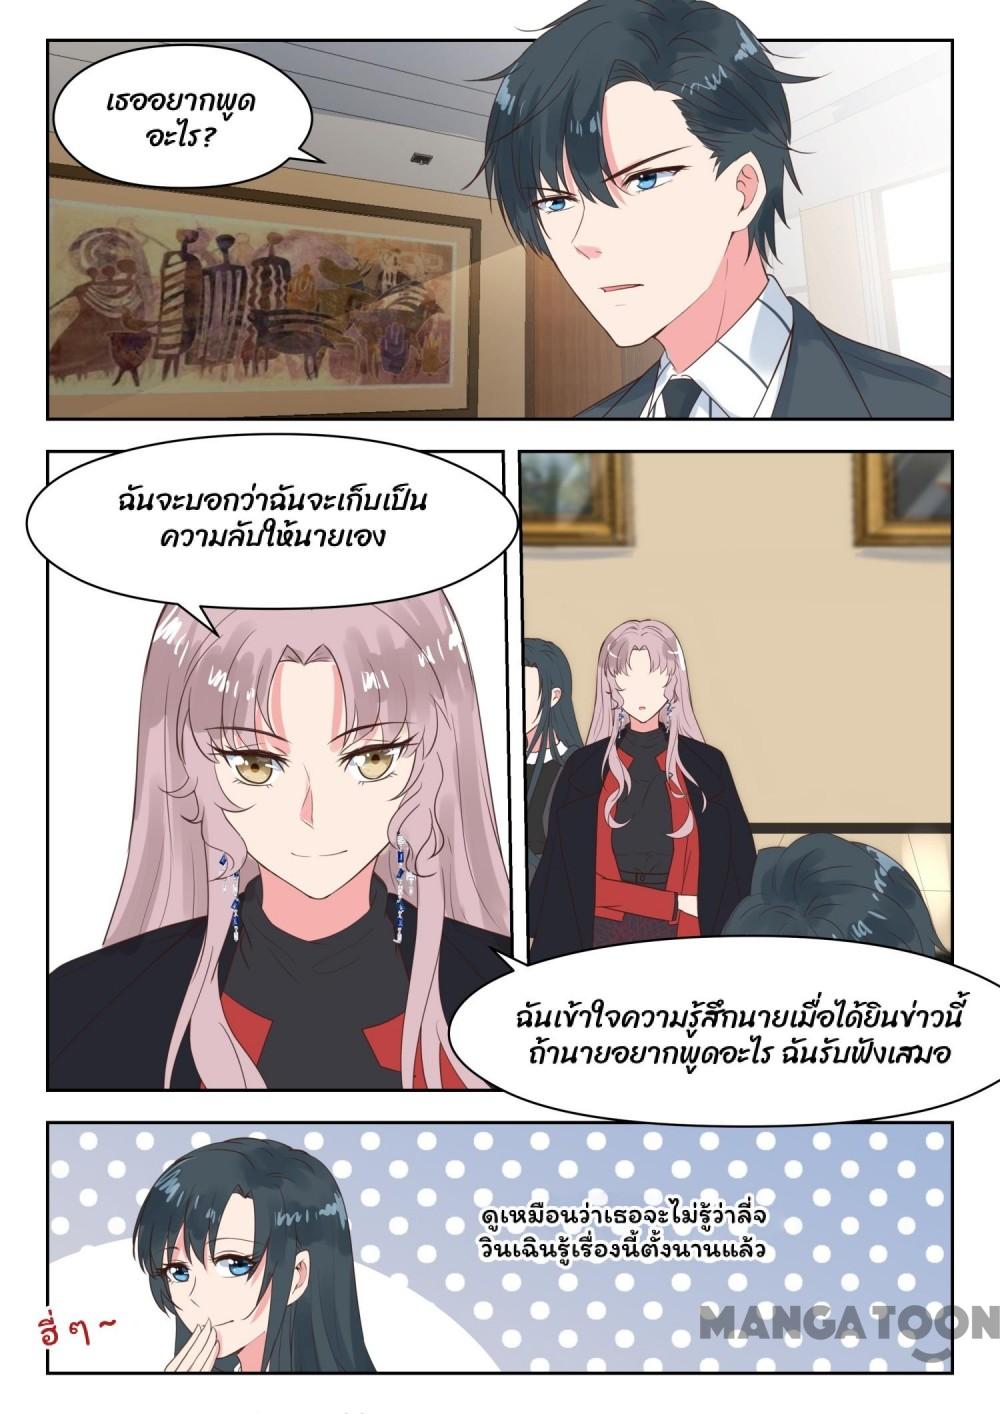 เธออยากพูด
อะไร?
ฉันจะบอกว่าฉันจะเก็บเป็น
ความลับให้นายเอง
ฉันเข้าใจความรู้สึกนายเมื่อได้ยินข่าวนี้
ถ้านายอยากพูดอะไร ฉันรับฟังเสมอ
ดูเหมือนว่าเธอจะไม่รู้ว่าลี่จ
วินเฉินรู้เรื่องนี้ตั้งนานแล้ว
ฮี่ ๆ ~
MANGATOON